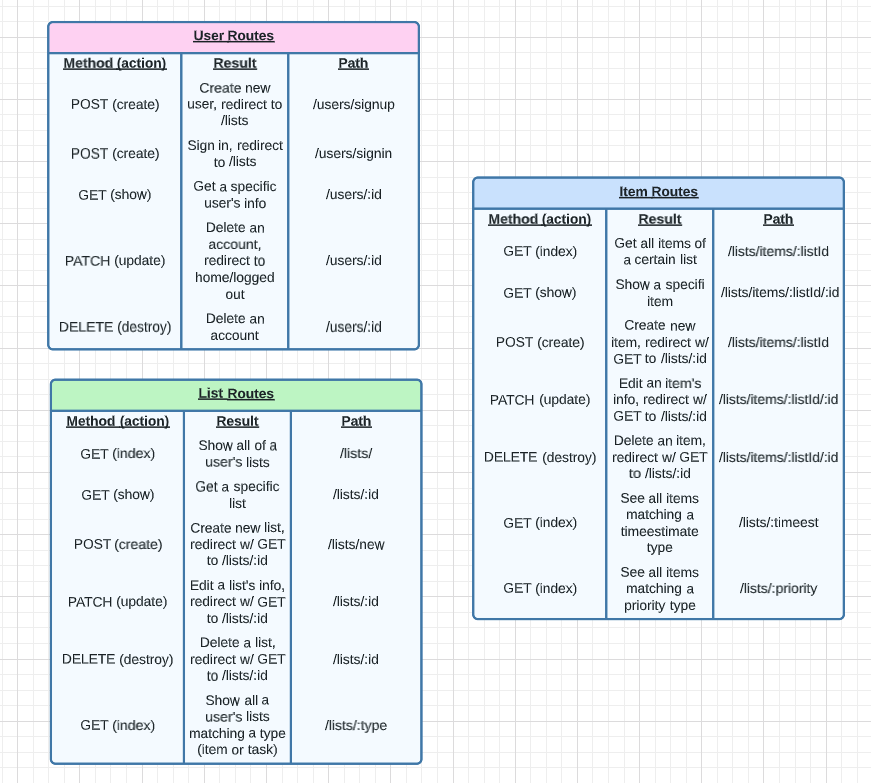 User Routes
Method (action) Result Path
POST (create) Create new user, redirect to /lists /users/signup
POST (create) Sign in, redirect to /lists /users/signin
GET (show) Get a specific user's info /users/:id
PATCH (update) Delete an account, redirect to home/logged out /users/:id
DELETE (destroy) Delete an account /users/:id
List Routes
Method (action) Result Path
GET (index) Show all of a user's lists /lists/
GET (show) Get a specific list /lists/:id
POST (create) Create new list, redirect w/ GET to /lists/:id /lists/new
PATCH (update) Edit a list's info, redirect w/ GET to /lists/:id /lists/:id
DELETE (destroy) Delete a list, redirect w/ GET to /lists/:id /lists/:id
GET (index) Show all a user's lists matching a type (item or task) /lists/:type
Item Routes
Method (action) Result Path
GET (index) Get all items of a certain list /lists/items/:listId
GET (show) Show a specifi item /lists/items/:listId/:id
POST (create) Create new item, redirect w/ GET to /lists/:id /lists/items/:listId
PATCH (update) Edit an item's info, redirect w/ GET to /lists/:id /lists/items/:listId/:id
DELETE (destroy) Delete an item, redirect w/ GET to /lists/:id /lists/items/:listId/:id
GET (index) See all items matching a timeestimate type /lists/:timeest
GET (index) See all items matching a priority type /lists/:priority